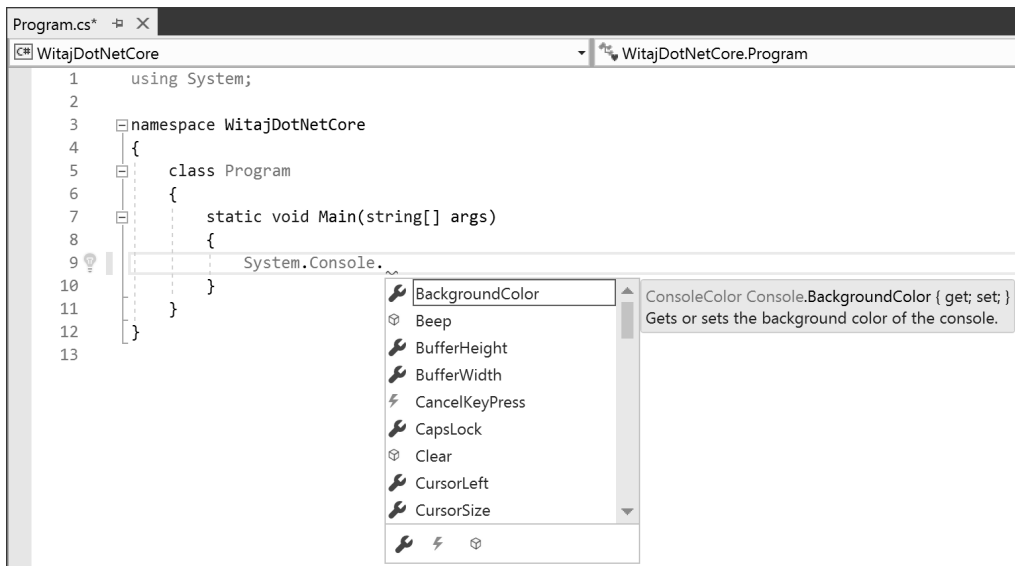 Program.cs*
C# WitajDotNetCore
WitajDotNetCore.Program
1 using System;
2
3 namespace WitajDotNetCore
4 {
5 class Program
6 {
7 static void Main(string[] args)
8 {
9 System.Console.
10 }
11 }
12 }
13
BackgroundColor
Beep
BufferHeight
BufferWidth
CancelKeyPress
CapsLock
Clear
CursorLeft
CursorSize
ConsoleColor Console.BackgroundColor { get; set; }
Gets or sets the background color of the console.